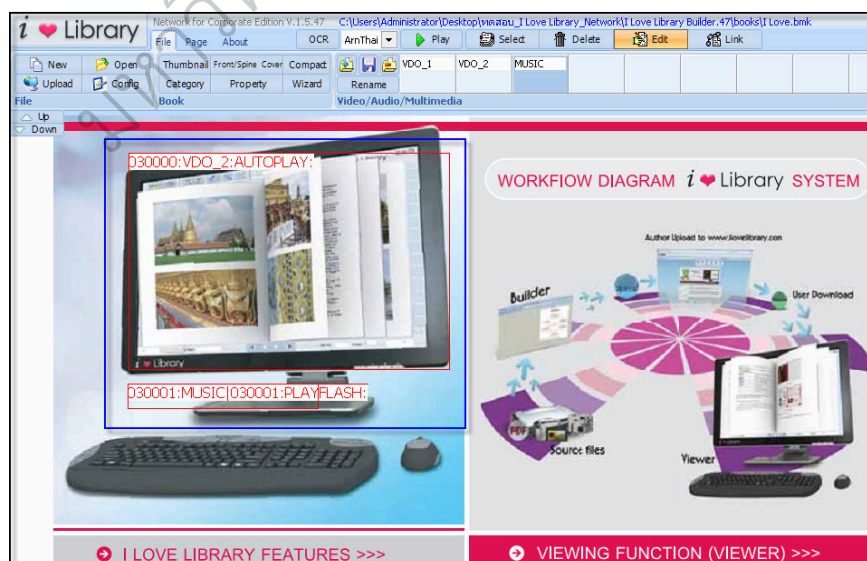 i ♥ Library
Network for Corporate Edition V.1.5.47
C:\Users\Administrator\Desktop\ทดสอบ_I Love Library_Network\I Love Library Builder.47\books\I Love.bmk
File Page About OCR ArnThai Play Select Delete Edit Link
New Open Thumbnail Front/Spine Cover Compact VDO_1 VDO_2 MUSIC
Upload Config Category Property Wizard Rename
File Book Video/Audio/Multimedia
Up
Down
030000:VDO_2:AUTOPLAY:
i ♥ Library
030001:MUSIC|030001:PLAYFLASH:
WORKFIOW DIAGRAM i ♥ Library SYSTEM
Author Upload to www.ilovelibrary.com
Builder
User Download
PDF
Source files
Viewer
I LOVE LIBRARY FEATURES >>>
VIEWING FUNCTION (VIEWER) >>>